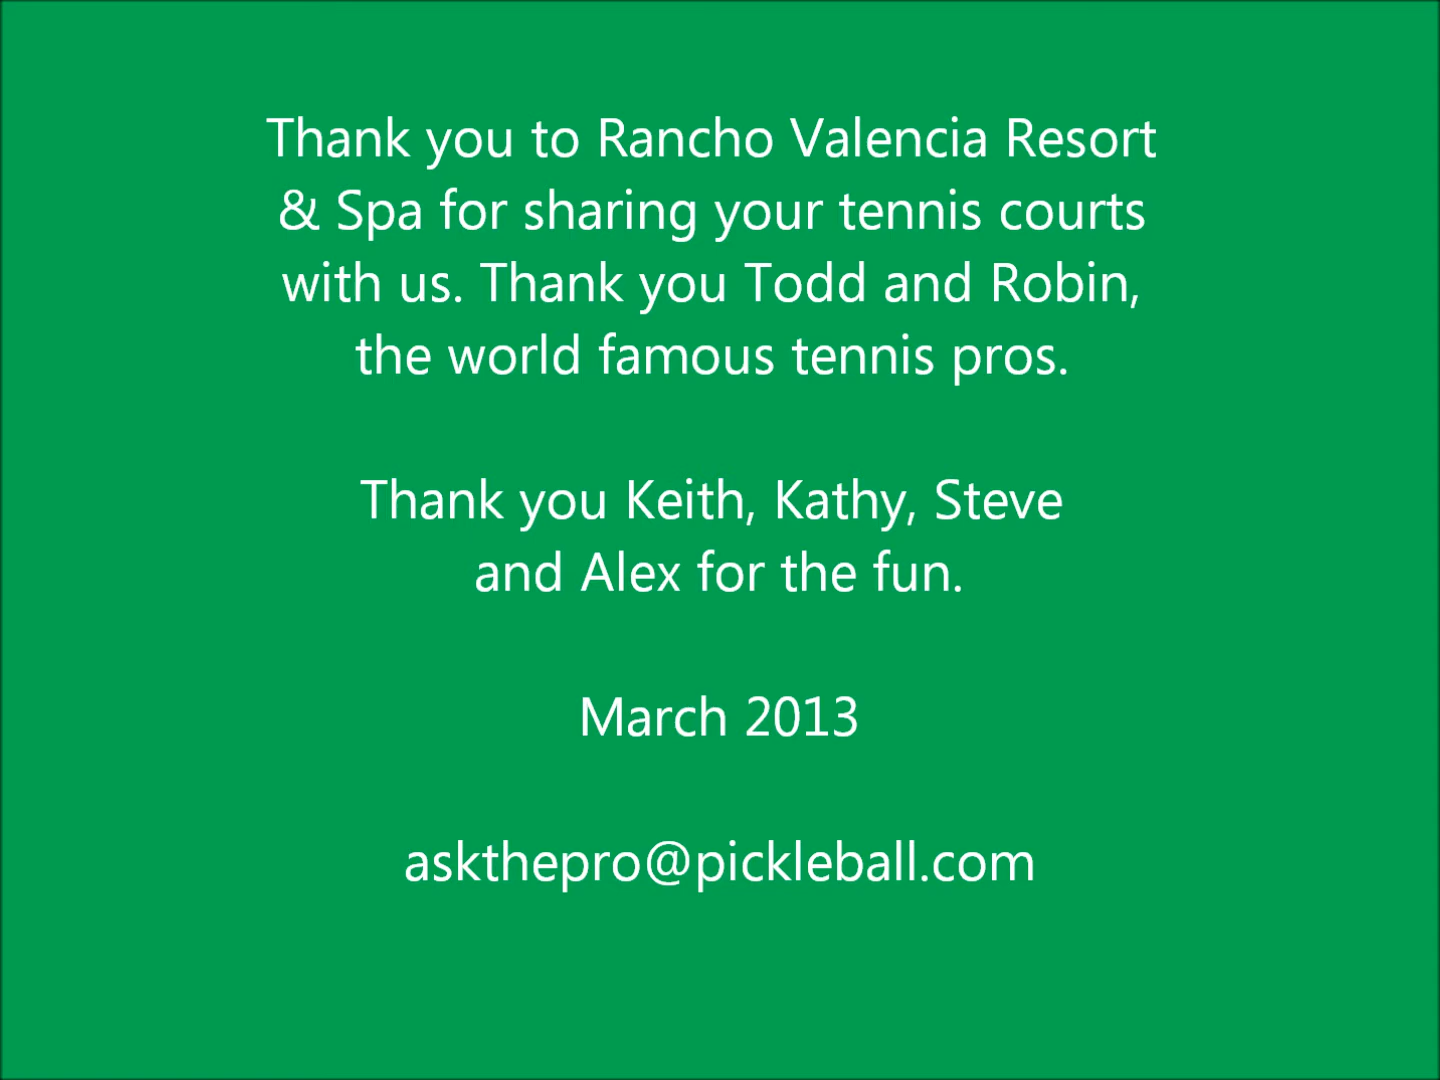 Thank you to Rancho Valencia Resort
& Spa for sharing your tennis courts
with us. Thank you Todd and Robin,
the world famous tennis pros.
Thank you Keith, Kathy, Steve
and Alex for the fun.
March 2013
askthepro@pickleball.com